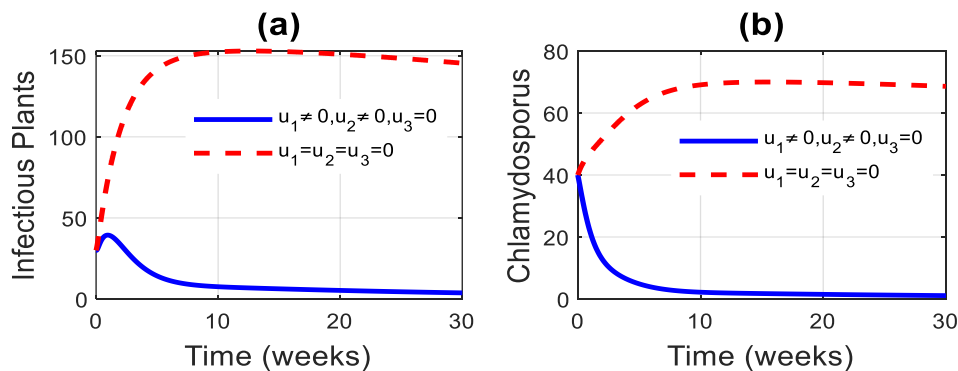 (a)
Infectious Plants
150
100
50
0
u₁≠ 0,u₂≠ 0,u₃=0
u₁=u₂=u₃=0
0
10
20
30
Time (weeks)
(b)
Chlamydosporus
80
60
40
20
0
u₁≠ 0,u₂≠ 0,u₃=0
u₁=u₂=u₃=0
0
10
20
30
Time (weeks)